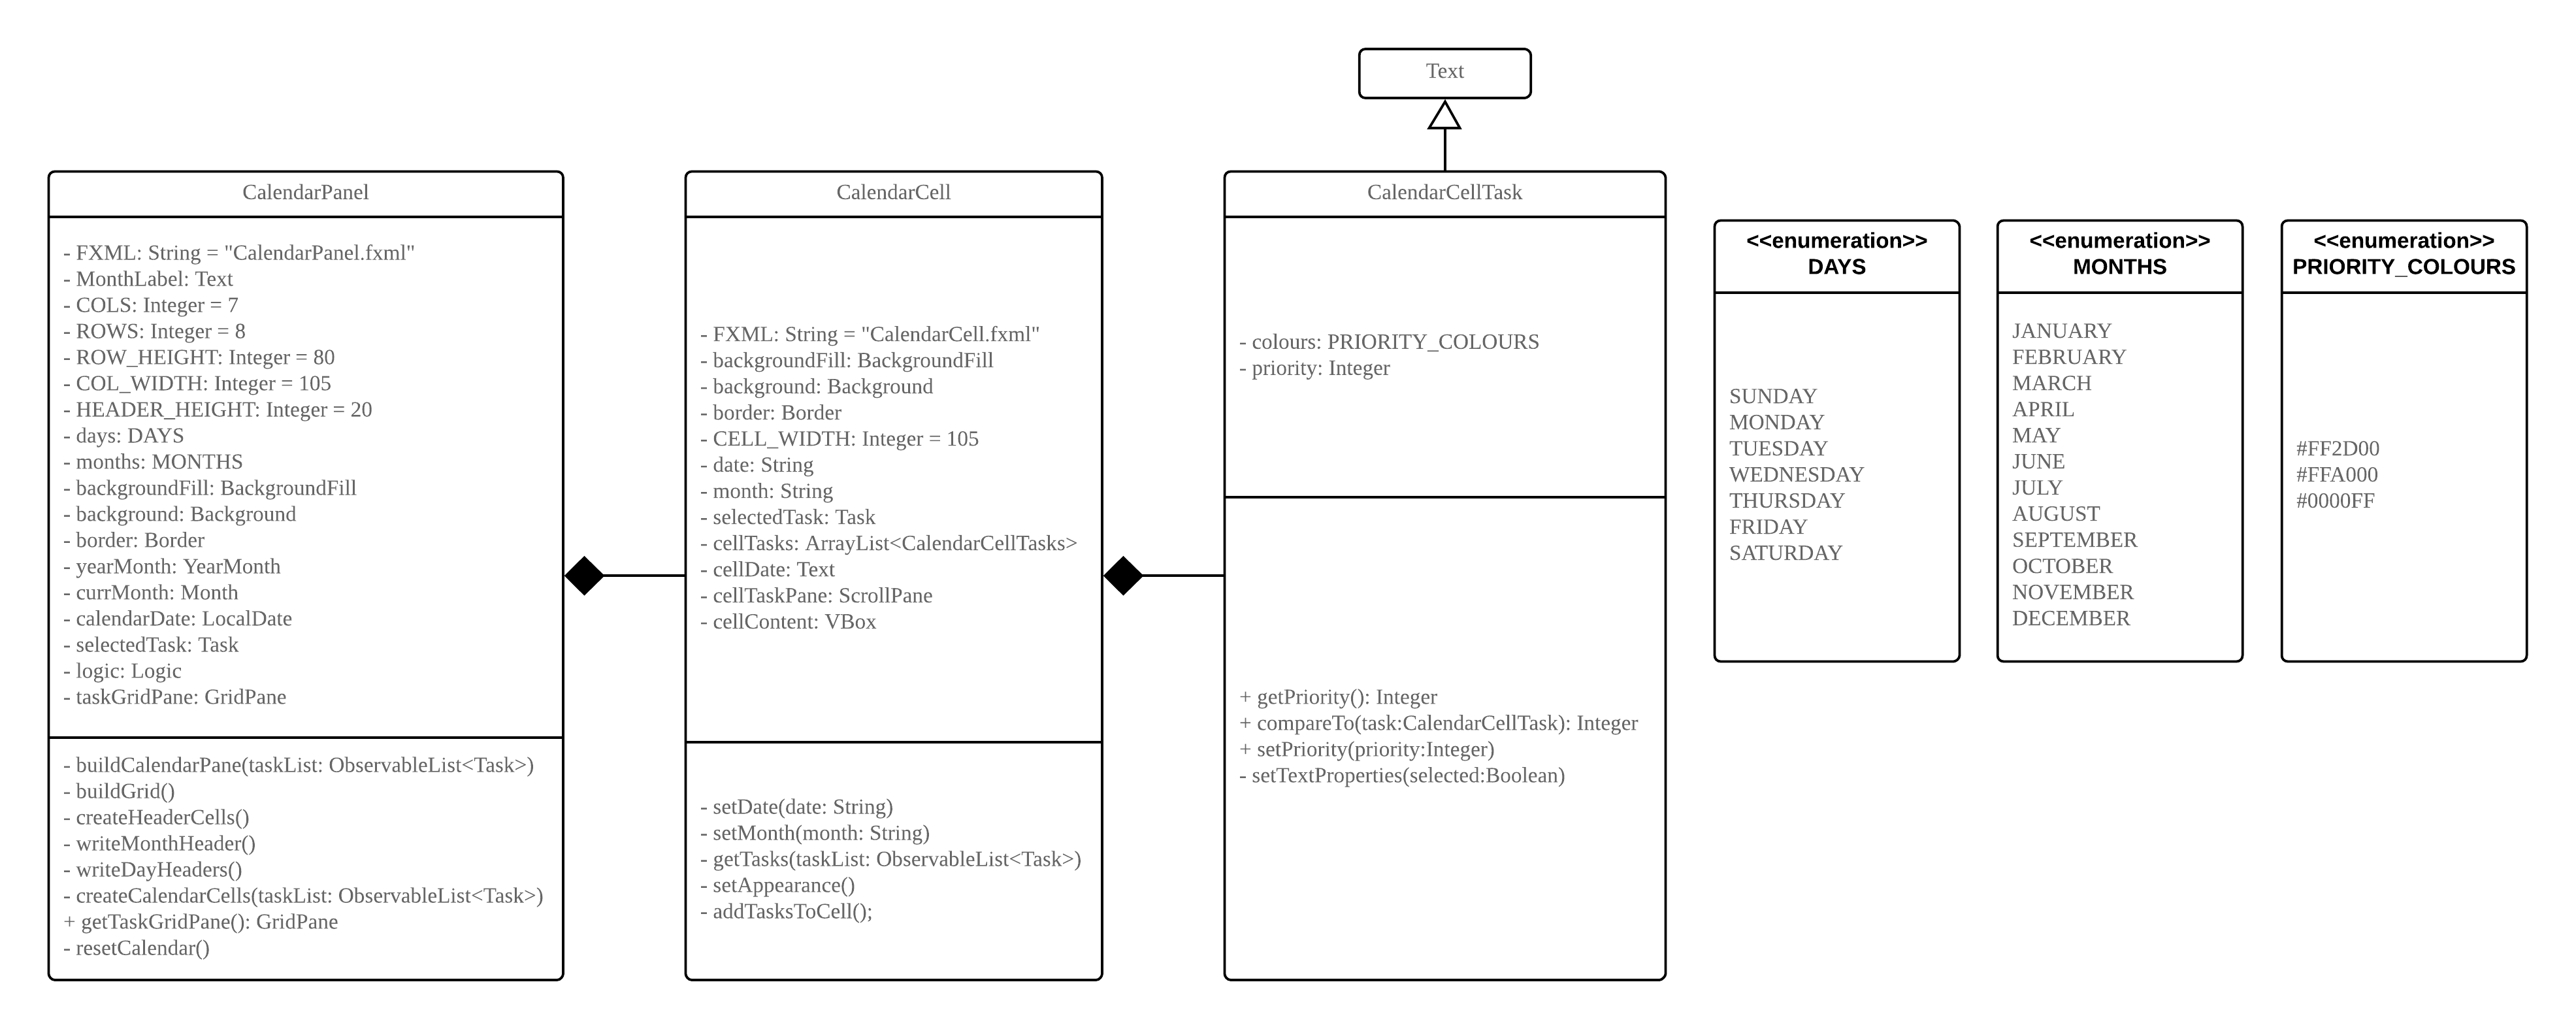 Text
CalendarPanel
- FXML: String = "CalendarPanel.fxml"
- MonthLabel: Text
- COLS: Integer = 7
- ROWS: Integer = 8
- ROW_HEIGHT: Integer = 80
- COL_WIDTH: Integer = 105
- HEADER_HEIGHT: Integer = 20
- days: DAYS
- months: MONTHS
- backgroundFill: BackgroundFill
- background: Background
- border: Border
- yearMonth: YearMonth
- currMonth: Month
- calendarDate: LocalDate
- selectedTask: Task
- logic: Logic
- taskGridPane: GridPane
- buildCalendarPane(taskList: ObservableList<Task>)
- buildGrid()
- createHeaderCells()
- writeMonthHeader()
- writeDayHeaders()
- createCalendarCells(taskList: ObservableList<Task>)
+ getTaskGridPane(): GridPane
- resetCalendar()
CalendarCell
- FXML: String = "CalendarCell.fxml"
- backgroundFill: BackgroundFill
- background: Background
- border: Border
- CELL_WIDTH: Integer = 105
- date: String
- month: String
- selectedTask: Task
- cellTasks: ArrayList<CalendarCellTasks>
- cellDate: Text
- cellTaskPane: ScrollPane
- cellContent: VBox
- setDate(date: String)
- setMonth(month: String)
- getTasks(taskList: ObservableList<Task>)
- setAppearance()
- addTasksToCell();
CalendarCellTask
- colours: PRIORITY_COLOURS
- priority: Integer
+ getPriority(): Integer
+ compareTo(task:CalendarCellTask): Integer
+ setPriority(priority:Integer)
- setTextProperties(selected:Boolean)
<<enumeration>>
DAYS
SUNDAY
MONDAY
TUESDAY
WEDNESDAY
THURSDAY
FRIDAY
SATURDAY
<<enumeration>>
MONTHS
JANUARY
FEBRUARY
MARCH
APRIL
MAY
JUNE
JULY
AUGUST
SEPTEMBER
OCTOBER
NOVEMBER
DECEMBER
<<enumeration>>
PRIORITY_COLOURS
#FF2D00
#FFA000
#0000FF